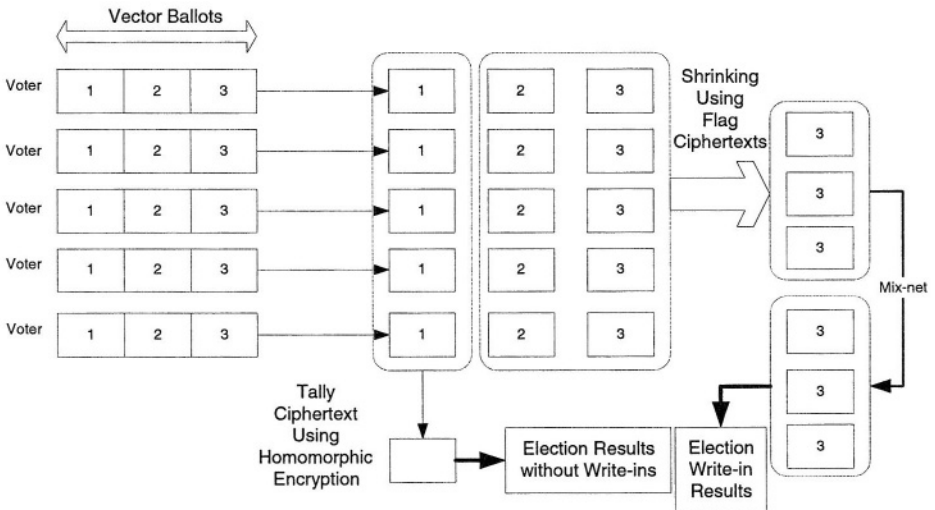 Vector Ballots
Voter 1 2 3 1 2 3
Voter 1 2 3 1 2 3
Voter 1 2 3 1 2 3
Voter 1 2 3 1 2 3
Voter 1 2 3 1 2 3
Shrinking
Using
Flag
Ciphertexts
3
3
3
Mix-net
3
3
3
Tally
Ciphertext
Using
Homomorphic
Encryption
Election Results
without Write-ins
Election
Write-in
Results